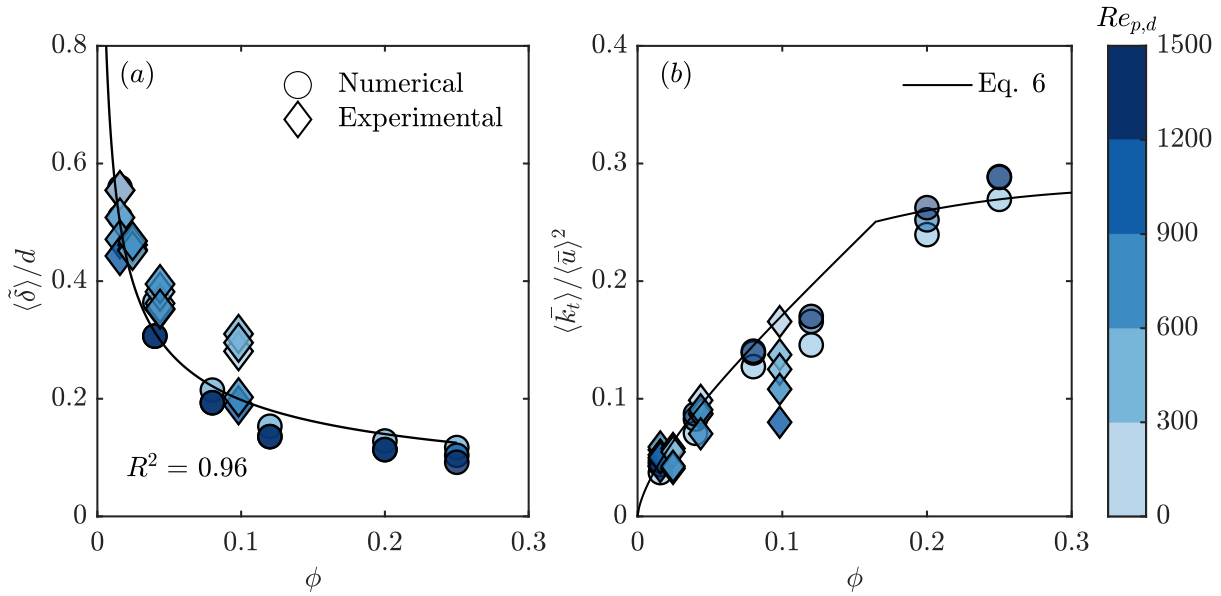 (a)
Numerical
Experimental
R² = 0.96
⟨δ̃⟩/d
0.8
0.6
0.4
0.2
0
0
0.1
0.2
0.3
ϕ
(b)
Eq. 6
⟨k̄_t⟩/⟨ū⟩²
0.4
0.3
0.2
0.1
0
0
0.1
0.2
0.3
ϕ
Re_{p,d}
1500
1200
900
600
300
0